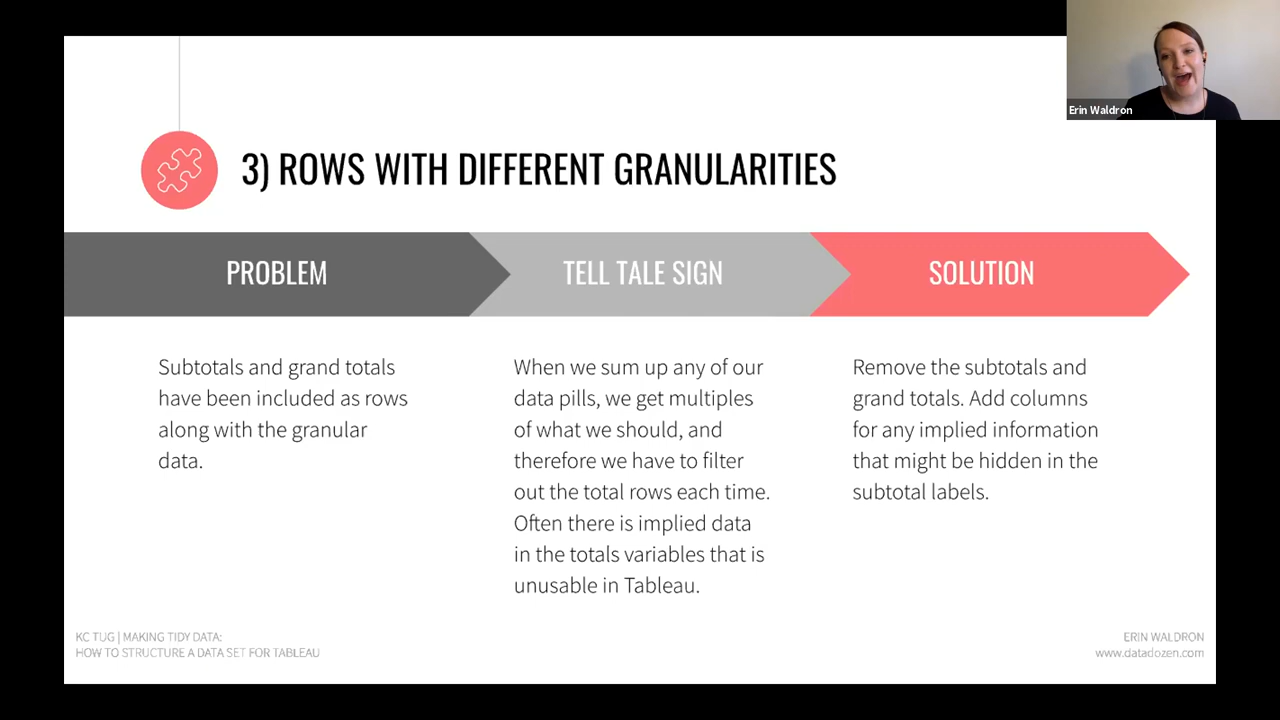 Erin Waldron
3) ROWS WITH DIFFERENT GRANULARITIES
PROBLEM
TELL TALE SIGN
SOLUTION
Subtotals and grand totals
have been included as rows
along with the granular
data.
When we sum up any of our
data pills, we get multiples
of what we should, and
therefore we have to filter
out the total rows each time.
Often there is implied data
in the totals variables that is
unusable in Tableau.
Remove the subtotals and
grand totals. Add columns
for any implied information
that might be hidden in the
subtotal labels.
KC TUG | MAKING TIDY DATA:
HOW TO STRUCTURE A DATA SET FOR TABLEAU
ERIN WALDRON
www.datadozen.com